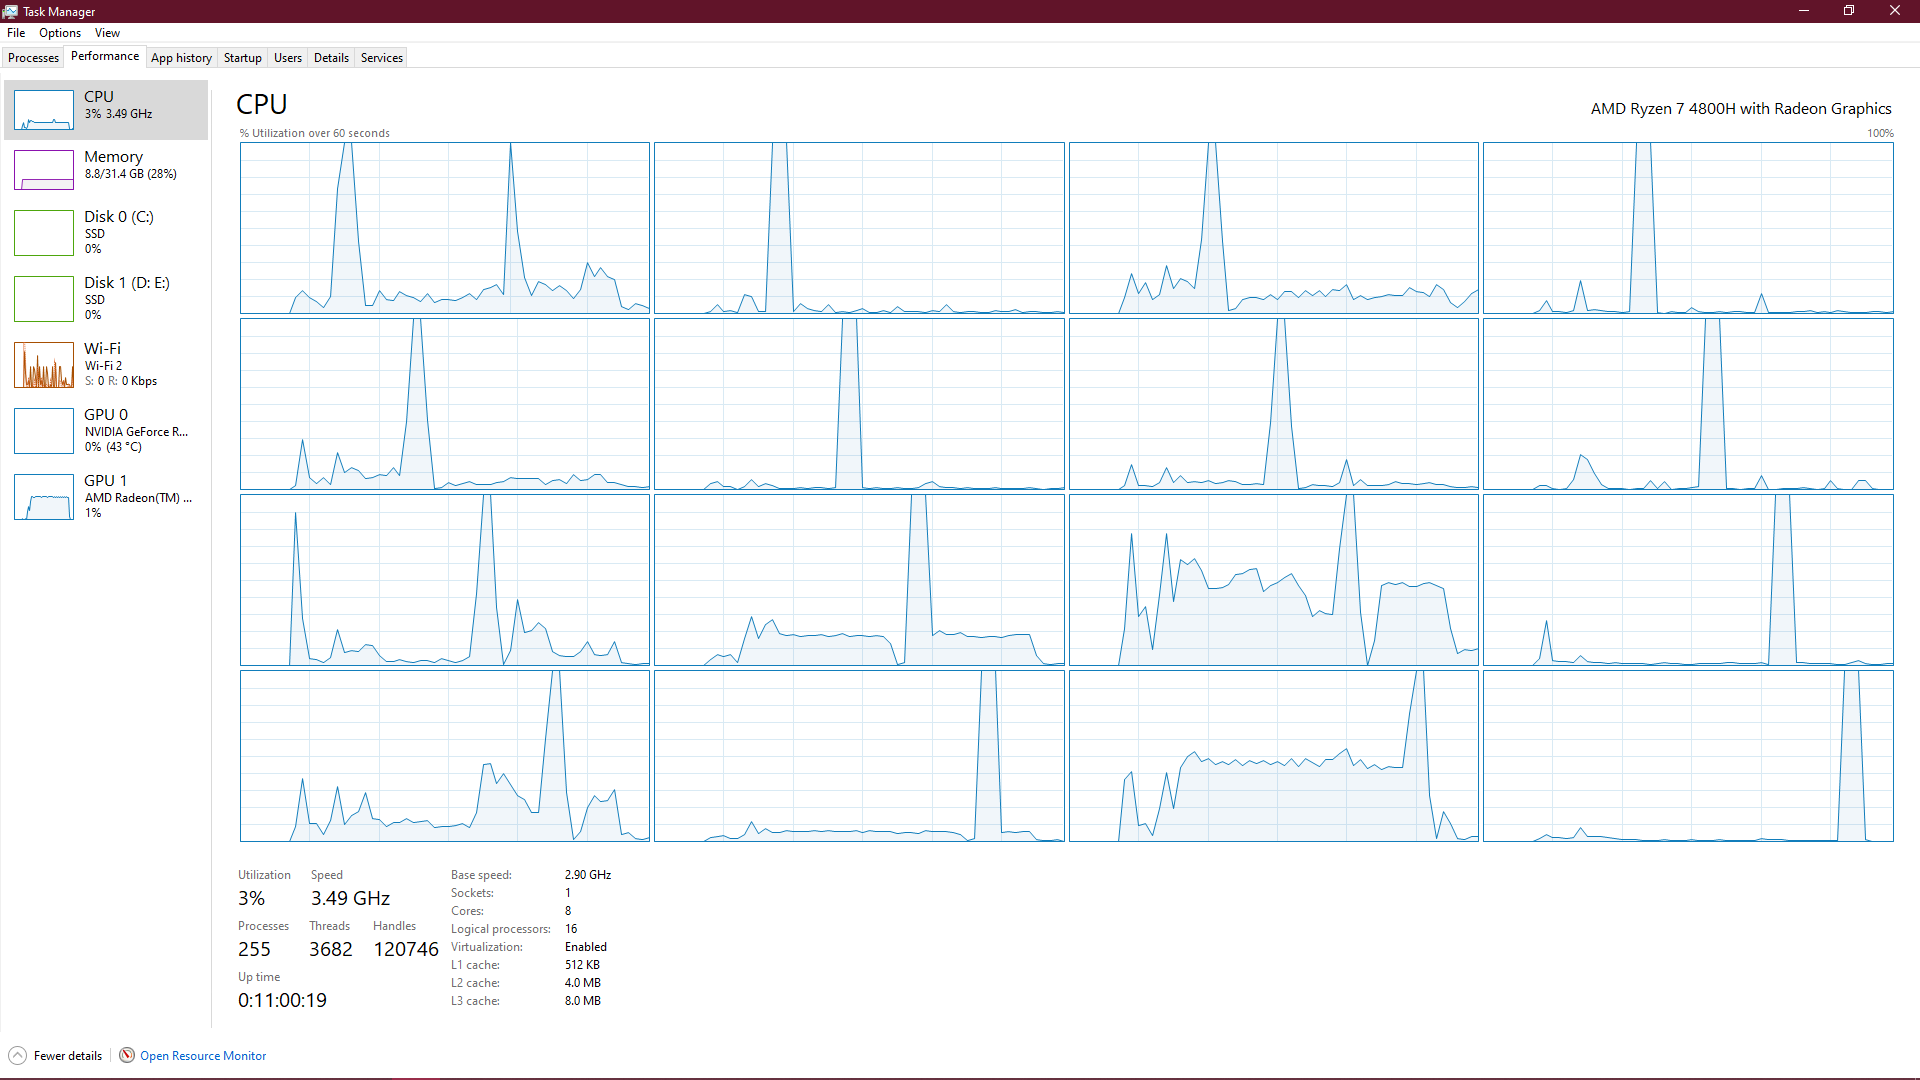 Task Manager
File Options View
Processes Performance App history Startup Users Details Services
CPU
3% 3.49 GHz
Memory
8.8/31.4 GB (28%)
Disk 0 (C:)
SSD
0%
Disk 1 (D: E:)
SSD
0%
Wi-Fi
Wi-Fi 2
S: 0 R: 0 Kbps
GPU 0
NVIDIA GeForce R...
0% (43 °C)
GPU 1
AMD Radeon(TM) ...
1%
CPU
AMD Ryzen 7 4800H with Radeon Graphics
% Utilization over 60 seconds 100%
Utilization Speed
3% 3.49 GHz
Processes Threads Handles
255 3682 120746
Up time
0:11:00:19
Base speed: 2.90 GHz
Sockets: 1
Cores: 8
Logical processors: 16
Virtualization: Enabled
L1 cache: 512 KB
L2 cache: 4.0 MB
L3 cache: 8.0 MB
Fewer details Open Resource Monitor